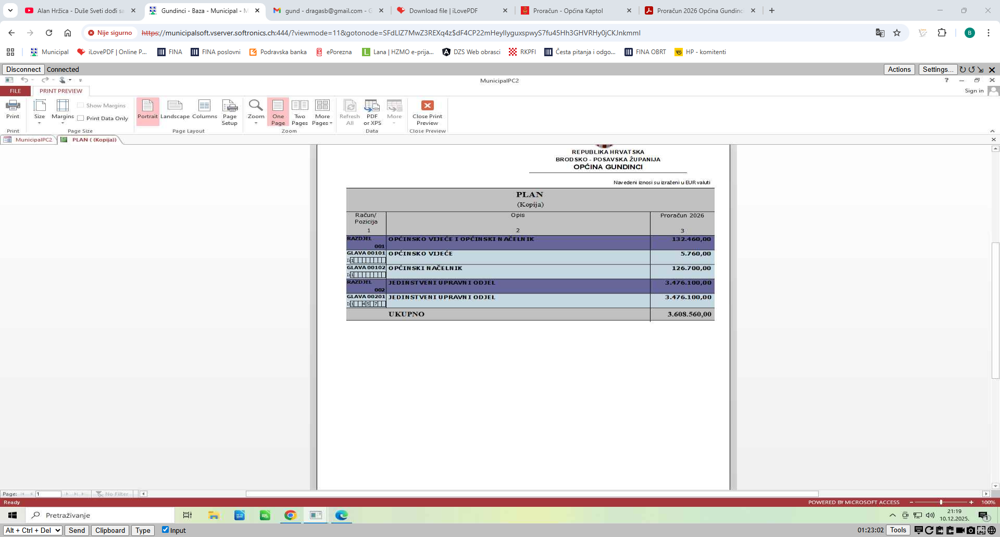 Alan Hržica - Duše Sveti dođi sa
Gundinci - Baza - Municipal - M
gund - dragasb@gmail.com - G
Download file | iLovePDF
Proračun - Općina Kaptol
Proračun 2026 Općina Gundinc
Nije sigurno
https://municipalsoft.vserver.softronics.ch:444/?viewmode=11&gotonode=SFdLIZ7MwZ3REXq4z$dF4CP22mHeyIlyguxspwyS7fu45Hh3GHVRHy0jCKJnkmmI
B
Municipal
iLovePDF | Online P...
FINA
FINA poslovni
Podravska banka
ePorezna
Lana | HZMO e-prija...
DZS Web obrasci
RKPFI
Česta pitanja i odgo...
FINA OBRT
HP - komitenti
Disconnect Connected
Actions Settings...
MunicipalPC2
FILE PRINT PREVIEW
Sign in
Print
Size
Margins
Show Margins
Print Data Only
Portrait
Landscape
Columns
Page Setup
Zoom
One Page
Two Pages
More Pages
Refresh All
PDF or XPS
More
Close Print Preview
Print
Page Size
Page Layout
Zoom
Data
Close Preview
MunicipalPC2
PLAN ( (Kopija))
REPUBLIKA HRVATSKA
BRODSKO - POSAVSKA ŽUPANIJA
OPĆINA GUNDINCI
Navedeni iznosi su izraženi u EUR valuti
PLAN
(Kopija)
Račun/ Pozicija Opis Proračun 2026
1 2 3
RAZDJEL 001 OPĆINSKO VIJEĆE I OPĆINSKI NAČELNIK 132.460,00
GLAVA 00101 OPĆINSKO VIJEĆE 5.760,00
I: 1
GLAVA 00102 OPĆINSKI NAČELNIK 126.700,00
I: 1
RAZDJEL 002 JEDINSTVENI UPRAVNI ODJEL 3.476.100,00
GLAVA 00201 JEDINSTVENI UPRAVNI ODJEL 3.476.100,00
I: 1 4 5 7
UKUPNO 3.608.560,00
Page: 1 No Filter
Ready
POWERED BY MICROSOFT ACCESS
100%
Pretraživanje
21:19
10.12.2025.
1
Alt + Ctrl + Del Send Clipboard Type Input
01:23:02 Tools